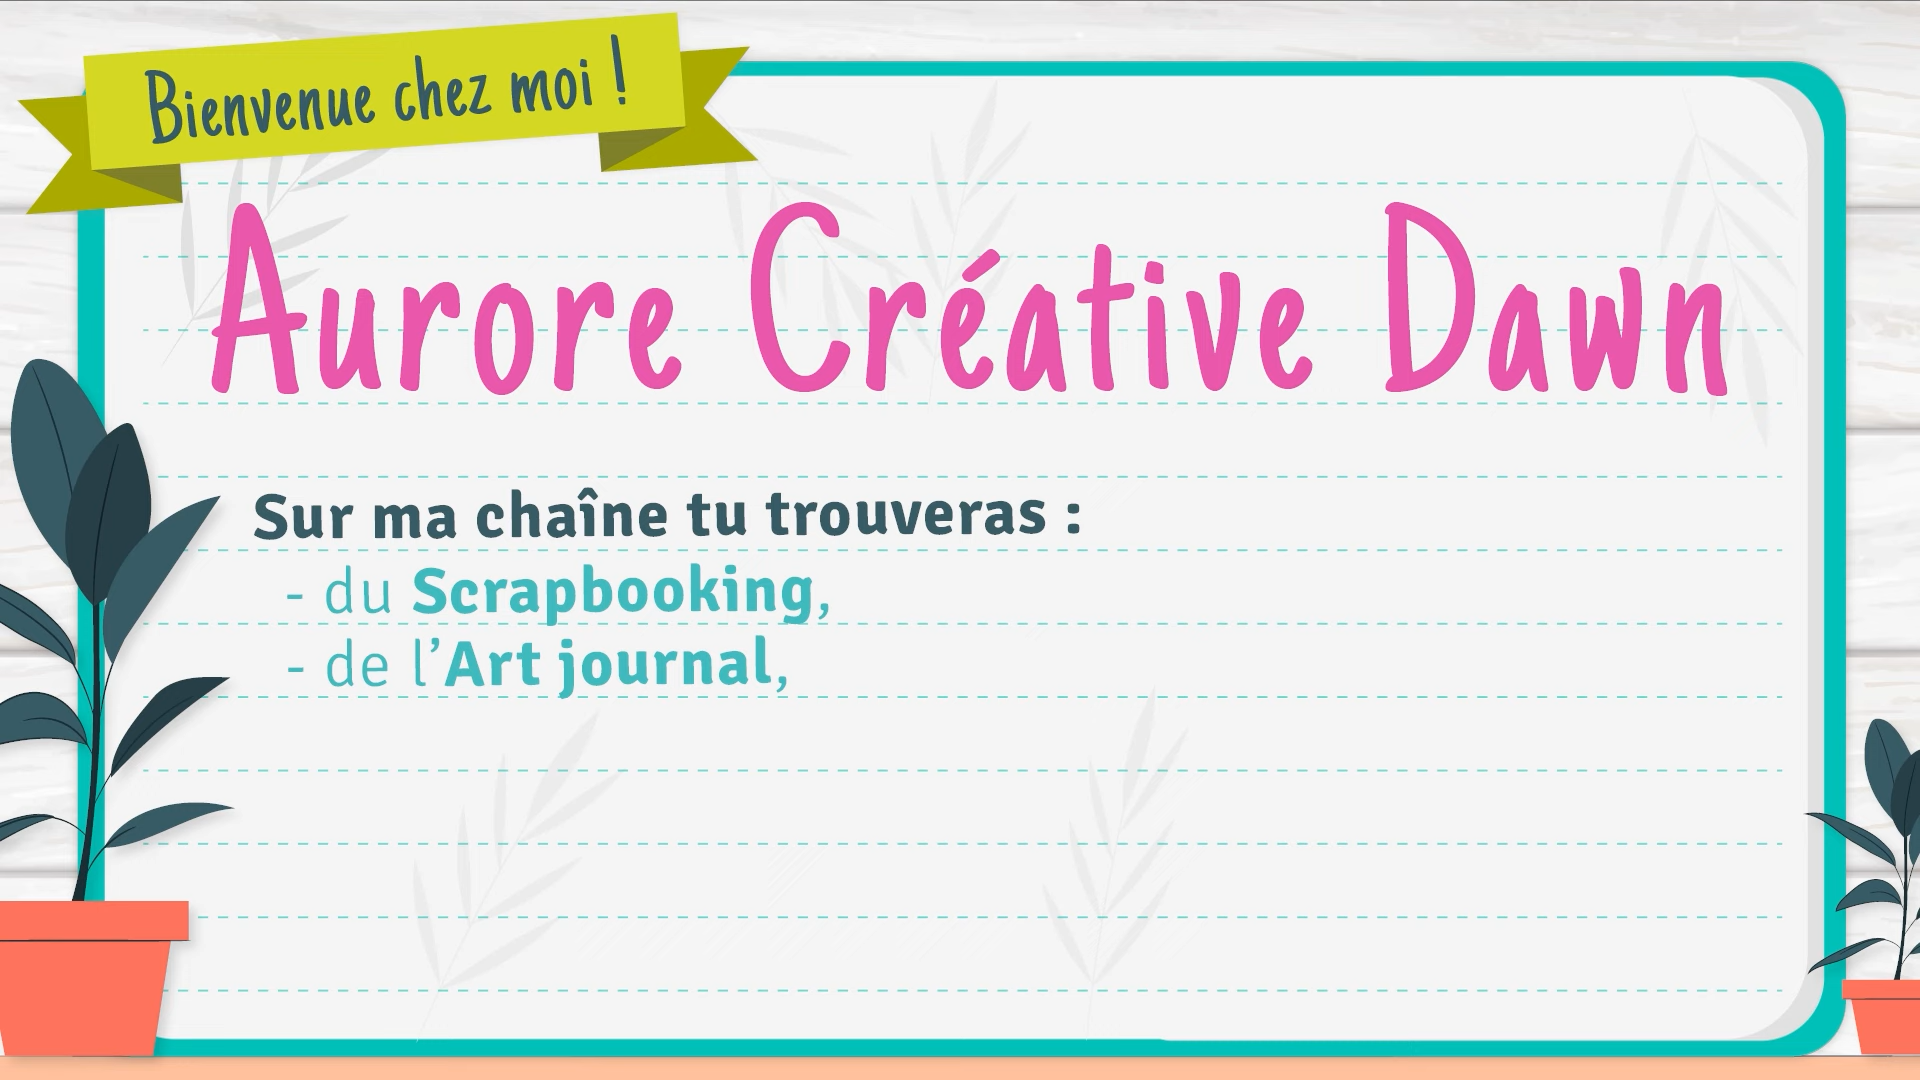 Bienvenue chez moi !
Aurore Créative Dawn
Sur ma chaîne tu trouveras :
- du Scrapbooking,
- de l’Art journal,